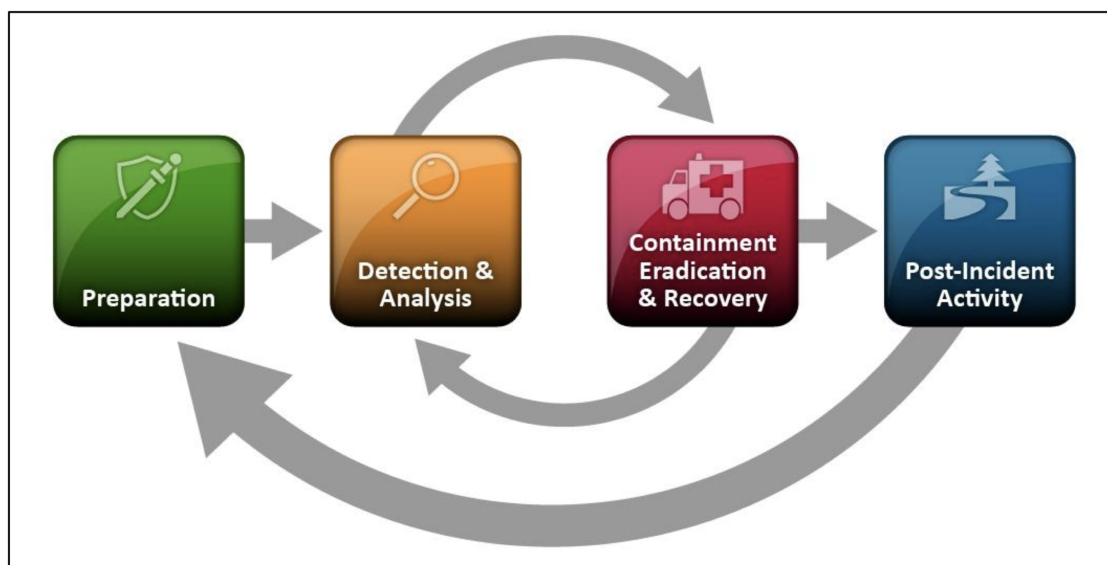 Preparation
Detection &
Analysis
Containment
Eradication
& Recovery
Post-Incident
Activity